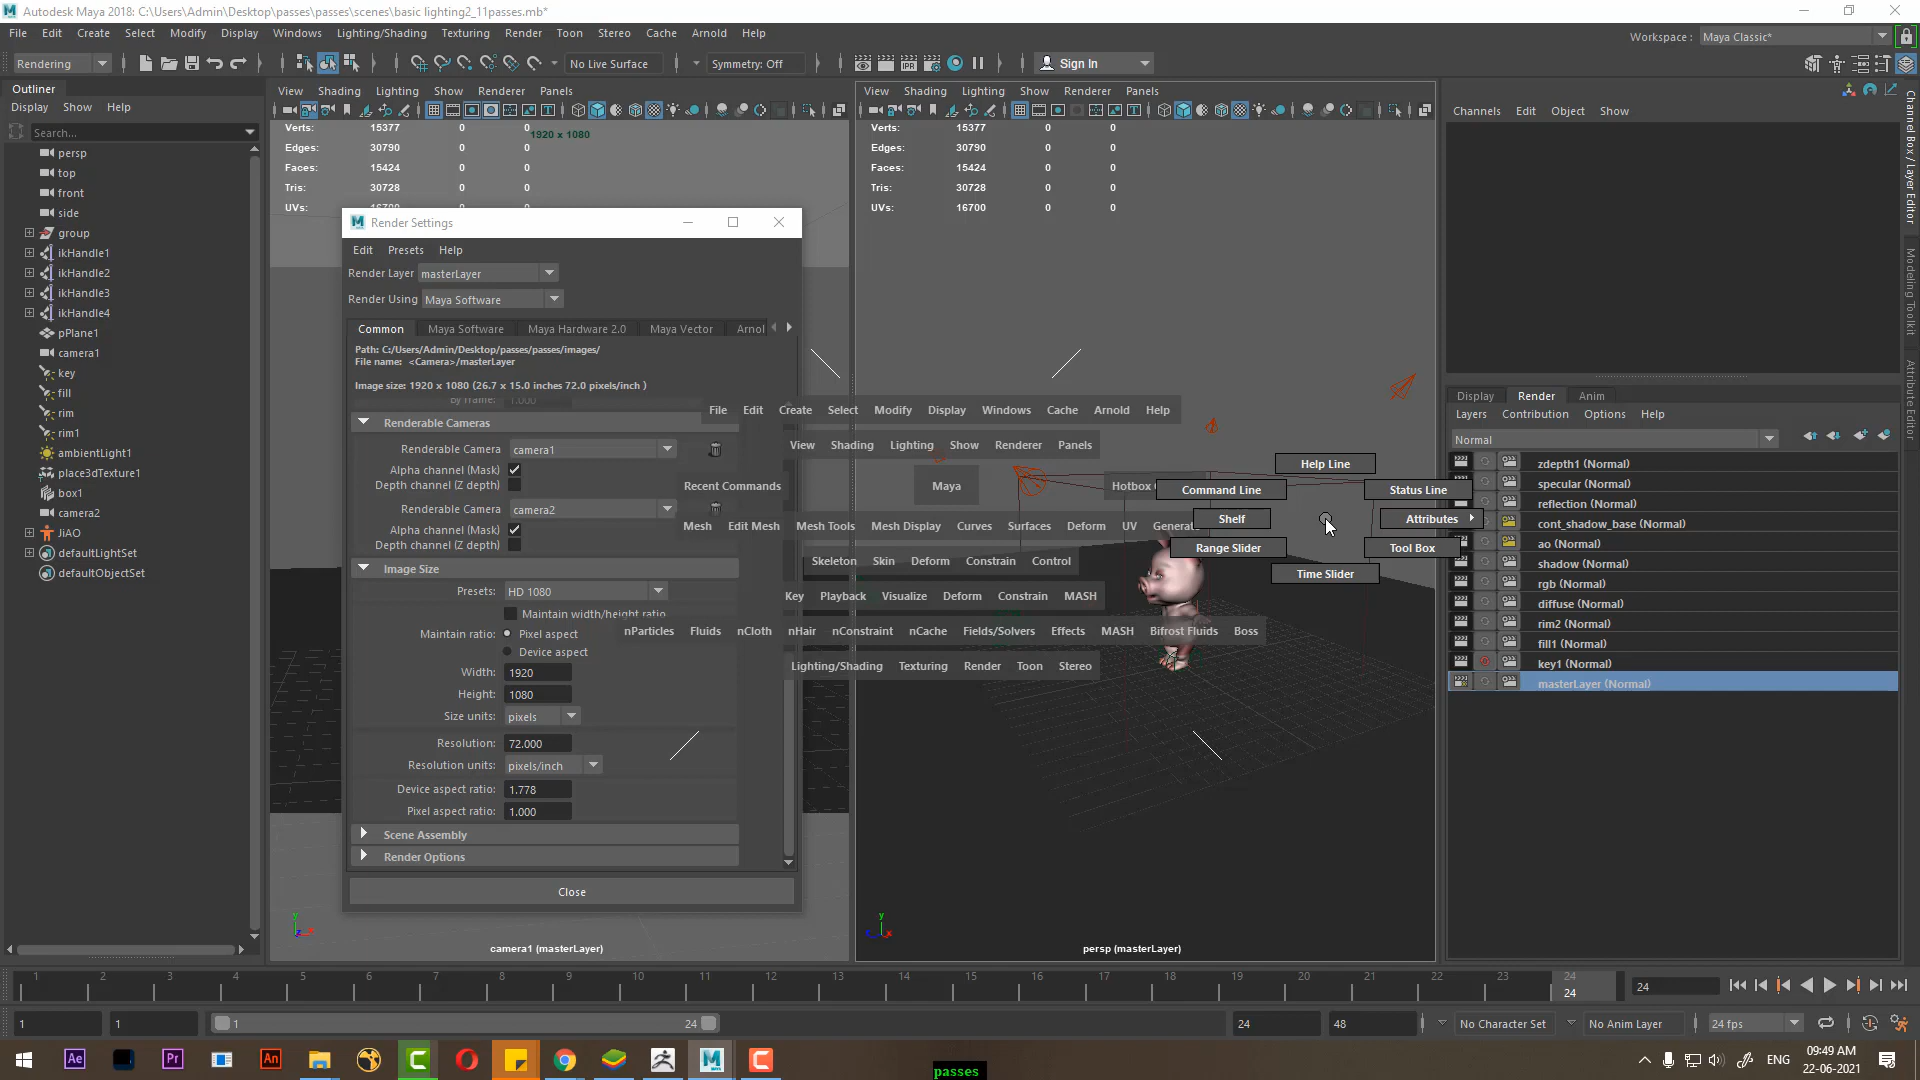 Autodesk Maya 2018: C:\Users\Admin\Desktop\passes\passes\scenes\basic lighting2_11passes.mb*
File Edit Create Select Modify Display Windows Lighting/Shading Texturing Render Toon Stereo Cache Arnold Help
Workspace : Maya Classic*
Rendering No Live Surface Symmetry: Off Sign In
Outliner
Display Show Help
Search...
persp
top
front
side
group
ikHandle1
ikHandle2
ikHandle3
ikHandle4
pPlane1
camera1
key
fill
rim
rim1
ambientLight1
place3dTexture1
box1
camera2
JiAO
defaultLightSet
defaultObjectSet
View Shading Lighting Show Renderer Panels
Verts: 15377 0 0
1920 x 1080
Edges: 30790 0 0
Faces: 15424 0 0
Tris: 30728 0 0
UVs: 16700 0 0
camera1 (masterLayer)
View Shading Lighting Show Renderer Panels
Verts: 15377 0 0
Edges: 30790 0 0
Faces: 15424 0 0
Tris: 30728 0 0
UVs: 16700 0 0
persp (masterLayer)
Render Settings
Edit Presets Help
Render Layer masterLayer
Render Using Maya Software
Common Maya Software Maya Hardware 2.0 Maya Vector Arnol
Path: C:/Users/Admin/Desktop/passes/passes/images/
File name: <Camera>/masterLayer
Image size: 1920 x 1080 (26.7 x 15.0 inches 72.0 pixels/inch )
By frame: 1.000
Renderable Cameras
Renderable Camera camera1
Alpha channel (Mask)
Depth channel (Z depth)
Renderable Camera camera2
Alpha channel (Mask)
Depth channel (Z depth)
Image Size
Presets: HD 1080
Maintain width/height ratio
Maintain ratio: Pixel aspect
Device aspect
Width: 1920
Height: 1080
Size units: pixels
Resolution: 72.000
Resolution units: pixels/inch
Device aspect ratio: 1.778
Pixel aspect ratio: 1.000
Scene Assembly
Render Options
Close
File Edit Create Select Modify Display Windows Cache Arnold Help
View Shading Lighting Show Renderer Panels
Recent Commands Maya Hotbox
Mesh Edit Mesh Mesh Tools Mesh Display Curves Surfaces Deform UV Generat
Skeleton Skin Deform Constrain Control
Key Playback Visualize Deform Constrain MASH
nParticles Fluids nCloth nHair nConstraint nCache Fields/Solvers Effects MASH Bifrost Fluids Boss
Lighting/Shading Texturing Render Toon Stereo
Help Line
Command Line Status Line
Shelf Attributes
Range Slider Tool Box
Time Slider
Channels Edit Object Show
Display Render Anim
Layers Contribution Options Help
Normal
zdepth1 (Normal)
specular (Normal)
reflection (Normal)
cont_shadow_base (Normal)
ao (Normal)
shadow (Normal)
rgb (Normal)
diffuse (Normal)
rim2 (Normal)
fill1 (Normal)
key1 (Normal)
masterLayer (Normal)
Channel Box / Layer Editor
Modeling Toolkit
Attribute Editor
1 2 3 4 5 6 7 8 9 10 11 12 13 14 15 16 17 18 19 20 21 22 23 24
24
24
1 1 1 24 24 48 No Character Set No Anim Layer 24 fps
passes
ENG
09:49 AM
22-06-2021